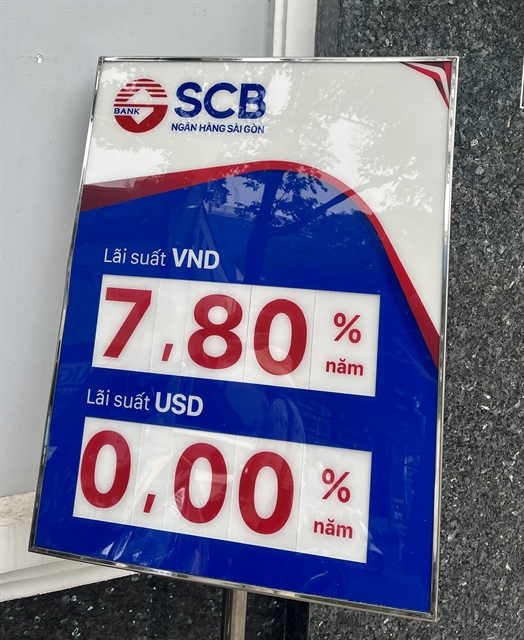 BANK
SCB
NGÂN HÀNG SÀI GÒN
Lãi suất VND
7,80 % năm
Lãi suất USD
0,00 % năm